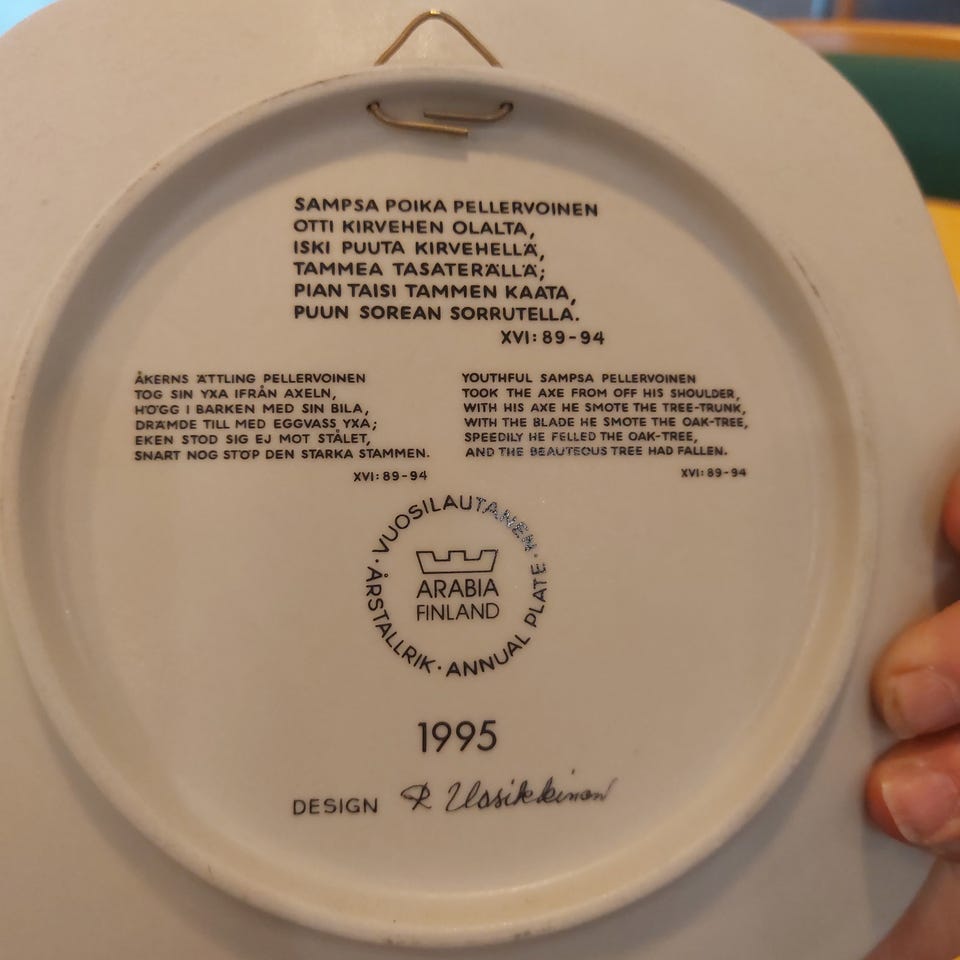 SAMPSA POIKA PELLERVOINEN
OTTI KIRVEHEN OLALTA,
ISKI PUUTA KIRVEHELLÄ,
TAMMEA TASATERÄLLÄ;
PIAN TAISI TAMMEN KAATA,
PUUN SOREAN SORRUTELLA.
XVI: 89-94
ÅKERNS ÄTTLING PELLERVOINEN
TOG SIN YXA IFRÅN AXELN,
HÖGG I BARKEN MED SIN BILA,
DRÄMDE TILL MED EGGVASS YXA;
EKEN STOD SIG EJ MOT STÅLET,
SNART NOG STÖP DEN STARKA STAMMEN.
XVI: 89-94
YOUTHFUL SAMPSA PELLERVOINEN
TOOK THE AXE FROM OFF HIS SHOULDER,
WITH HIS AXE HE SMOTE THE TREE-TRUNK,
WITH THE BLADE HE SMOTE THE OAK-TREE,
SPEEDILY HE FELLED THE OAK-TREE,
AND THE BEAUTEOUS TREE HAD FALLEN.
XVI: 89-94
· VUOSILAUTANEN ·
ARABIA
FINLAND
ÅRSTALLRIK · ANNUAL PLATE
1995
DESIGN R Uosikkinen